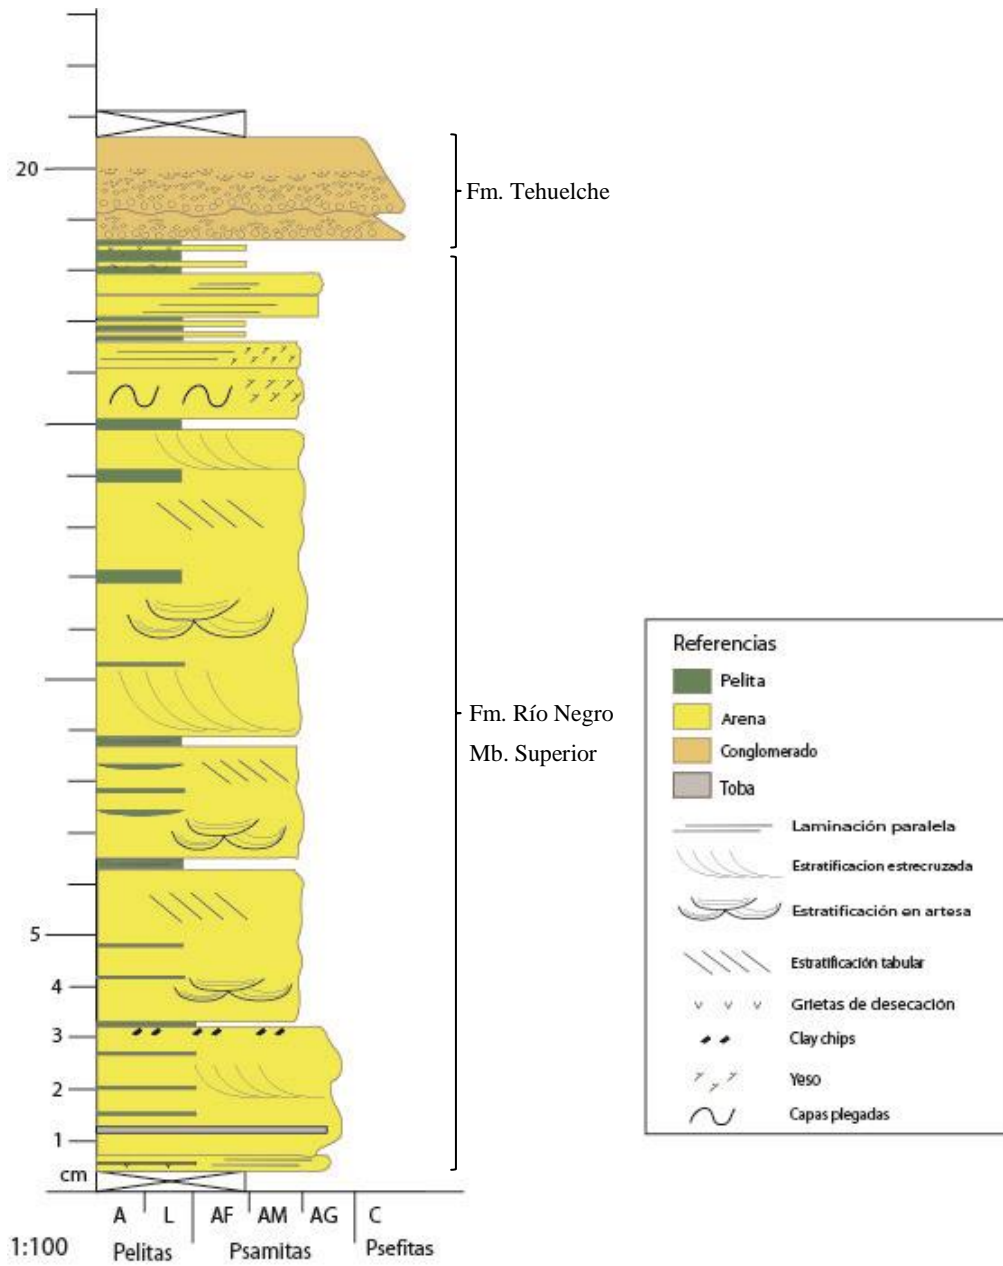 20
Fm. Tehuelche
Fm. Río Negro
Mb. Superior
5
4
3
2
1
cm
A L AF AM AG C
Pelitas Psamitas Psefitas
1:100
Referencias
Pelita
Arena
Conglomerado
Toba
Laminación paralela
Estratificacion estrecruzada
Estratificación en artesa
Estratificación tabular
Grietas de desecación
Clay chips
Yeso
Capas plegadas